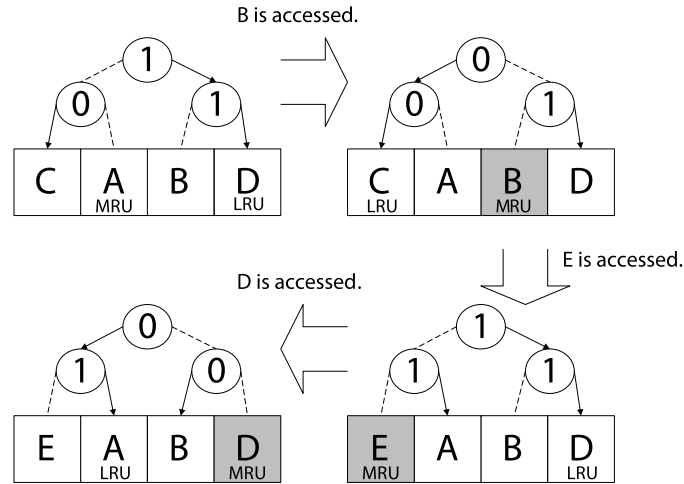 B is accessed.
1
0 1
C A B D
MRU LRU
0
0 1
C A B D
LRU MRU
E is accessed.
1
1 1
E A B D
MRU LRU
D is accessed.
0
1 0
E A B D
LRU MRU